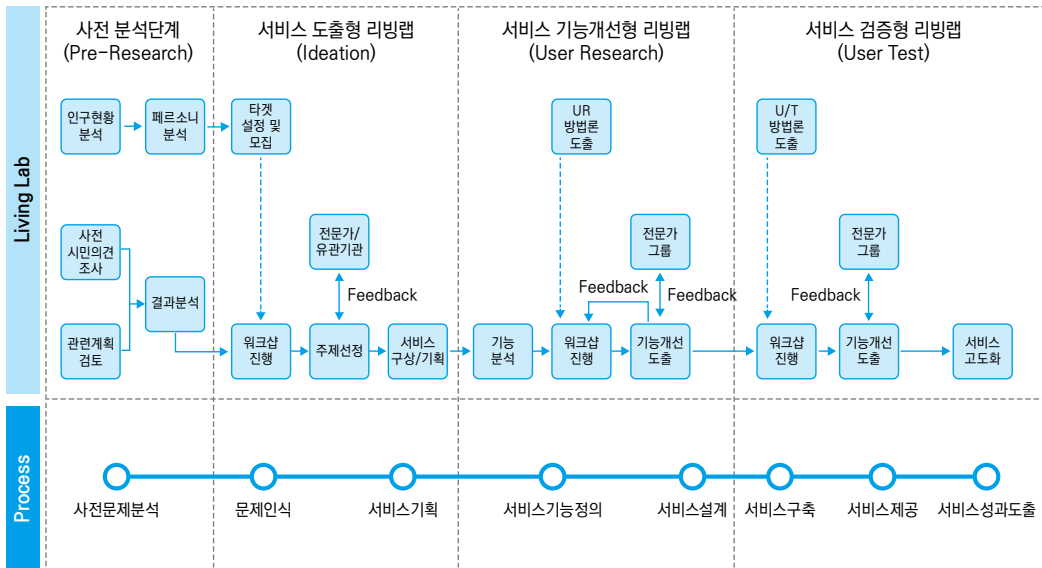 사전 분석단계
(Pre-Research)
서비스 도출형 리빙랩
(Ideation)
서비스 기능개선형 리빙랩
(User Research)
서비스 검증형 리빙랩
(User Test)
Living Lab
인구현황
분석
페르소니
분석
타겟
설정 및
모집
UR
방법론
도출
U/T
방법론
도출
사전
시민의견
조사
전문가/
유관기관
전문가
그룹
전문가
그룹
결과분석
Feedback
Feedback
Feedback
Feedback
관련계획
검토
워크샵
진행
주제선정
서비스
구상/기획
기능
분석
워크샵
진행
기능개선
도출
워크샵
진행
기능개선
도출
서비스
고도화
Process
사전문제분석
문제인식
서비스기획
서비스기능정의
서비스설계
서비스구축
서비스제공
서비스성과도출